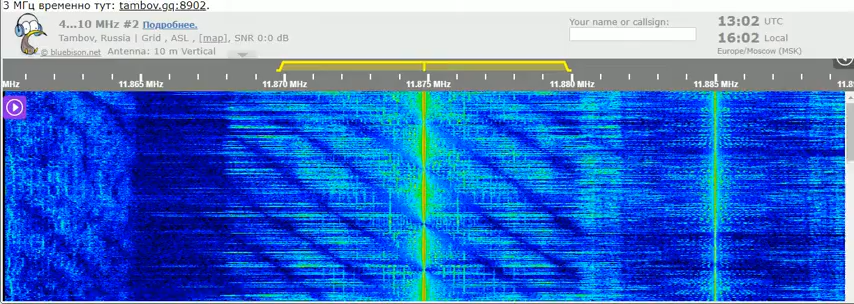 3 МГц временно тут: tambov.gq:8902.
4...10 MHz #2 Подробнее.
Tambov, Russia | Grid , ASL , [map], SNR 0:0 dB
© bluebison.net Antenna: 10 m Vertical
Your name or callsign:
13:02 UTC
16:02 Local
Europe/Moscow (MSK)
MHz 11.865 MHz 11.870 11.875 MHz 11.880 11.885 MHz